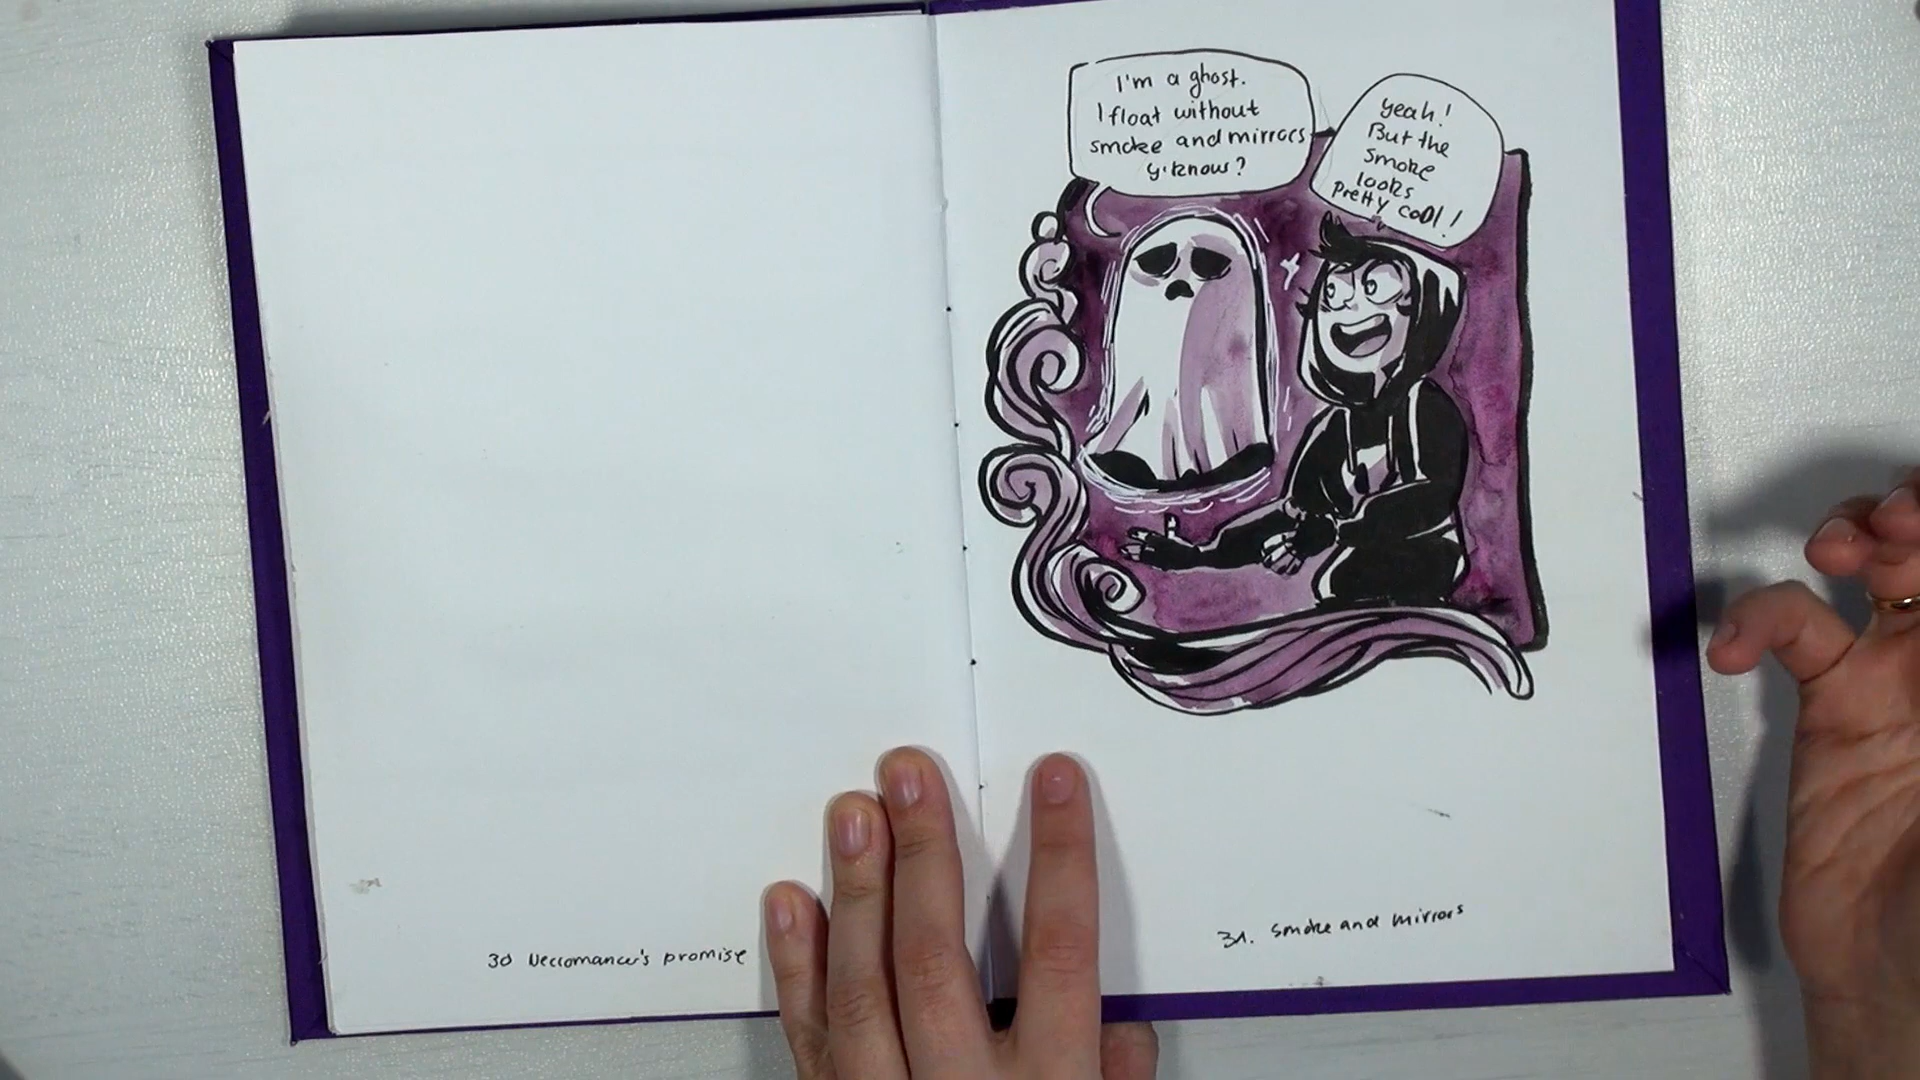 I'm a ghost.
I float without
smoke and mirrors
y'know?
yeah!
But the
smoke
looks
pretty cool!
30 Necromancer's promise
31. smoke and mirrors